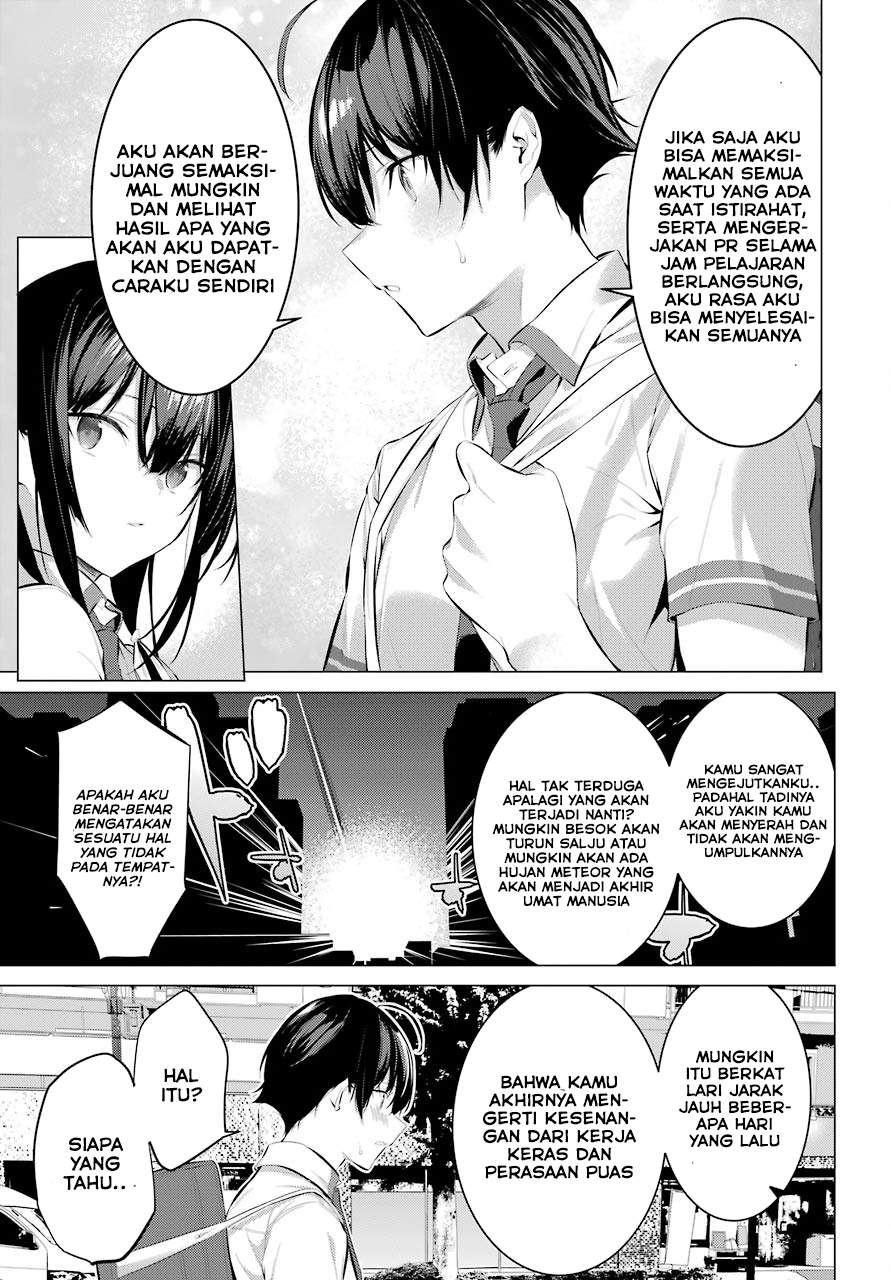 JIKA SAJA AKU
BISA MEMAKSI-
MALKAN SEMUA
WAKTU YANG ADA
SAAT ISTIRAHAT,
SERTA MENGER-
JAKAN PR SELAMA
JAM PELAJARAN
BERLANGSUNG,
AKU RASA AKU
BISA MENYELESAI-
KAN SEMUANYA
AKU AKAN BER-
JUANG SEMAKSI-
MAL MUNGKIN
DAN MELIHAT
HASIL APA YANG
AKAN AKU DAPAT-
KAN DENGAN
CARAKU SENDIRI
KAMU SANGAT
MENGEJUTKANKU..
PADAHAL TADINYA
AKU YAKIN KAMU
AKAN MENYERAH DAN
TIDAK AKAN MENG-
UMPULKANNYA
HAL TAK TERDUGA
APALAGI YANG AKAN
TERJADI NANTI?
MUNGKIN BESOK AKAN
TURUN SALJU ATAU
MUNGKIN AKAN ADA
HUJAN METEOR YANG
AKAN MENJADI AKHIR
UMAT MANUSIA
APAKAH AKU
BENAR-BENAR
MENGATAKAN
SESUATU HAL
YANG TIDAK
PADA TEMPAT-
NYA?!
MUNGKIN
ITU BERKAT
LARI JARAK
JAUH BEBER-
APA HARI
YANG LALU
BAHWA KAMU
AKHIRNYA MEN-
GERTI KESENAN-
GAN DARI KERJA
KERAS DAN
PERASAAN PUAS
HAL
ITU?
SIAPA
YANG
TAHU..